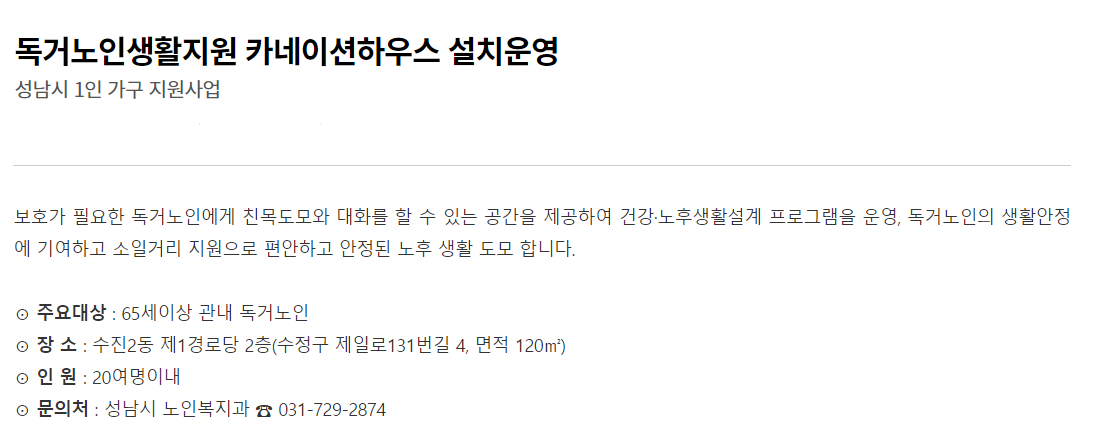 독거노인생활지원 카네이션하우스 설치운영
성남시 1인 가구 지원사업
보호가 필요한 독거노인에게 친목도모와 대화를 할 수 있는 공간을 제공하여 건강·노후생활설계 프로그램을 운영, 독거노인의 생활안정
에 기여하고 소일거리 지원으로 편안하고 안정된 노후 생활 도모 합니다.
⊙ 주요대상 : 65세이상 관내 독거노인
⊙ 장 소 : 수진2동 제1경로당 2층(수정구 제일로131번길 4, 면적 120㎡)
⊙ 인 원 : 20여명이내
⊙ 문의처 : 성남시 노인복지과 ☎ 031-729-2874